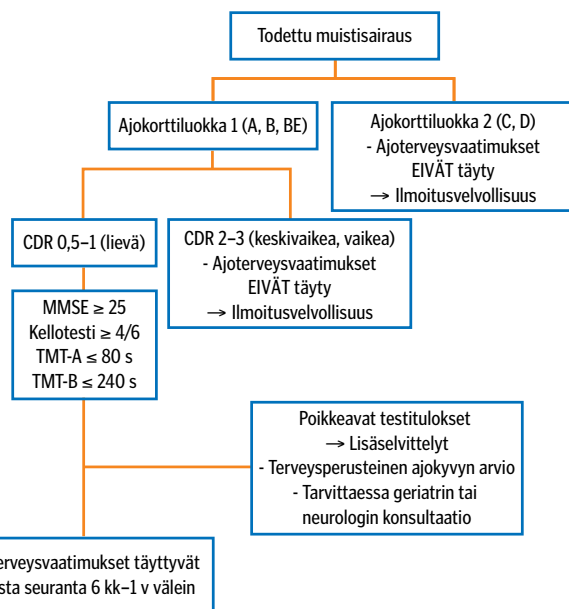 Todettu muistisairaus
Ajokorttiluokka 1 (A, B, BE)
Ajokorttiluokka 2 (C, D)
- Ajoterveysvaatimukset
EIVÄT täyty
→ Ilmoitusvelvollisuus
CDR 0,5–1 (lievä)
CDR 2–3 (keskivaikea, vaikea)
- Ajoterveysvaatimukset
EIVÄT täyty
→ Ilmoitusvelvollisuus
MMSE ≥ 25
Kellotesti ≥ 4/6
TMT-A ≤ 80 s
TMT-B ≤ 240 s
Poikkeavat testitulokset
→ Lisäselvittelyt
- Terveysperusteinen ajokyvyn arvio
- Tarvittaessa geriatrin tai
neurologin konsultaatio
erveysvaatimukset täyttyvät
sta seuranta 6 kk–1 v välein